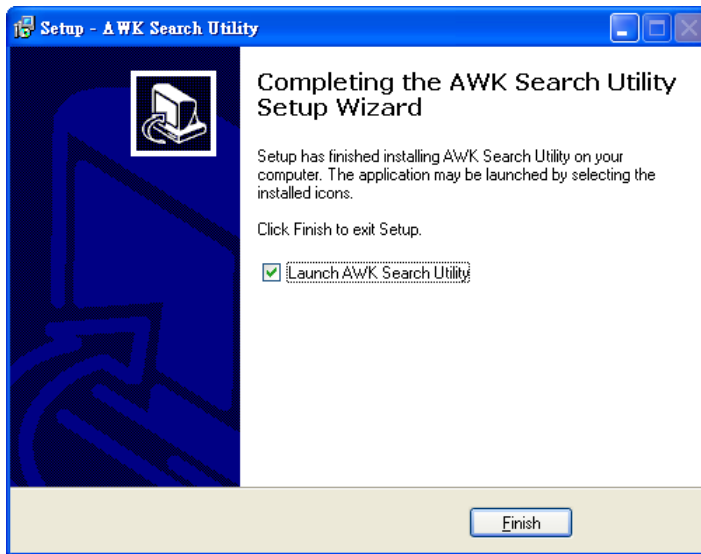 Setup - AWK Search Utility
Completing the AWK Search Utility
Setup Wizard
Setup has finished installing AWK Search Utility on your
computer. The application may be launched by selecting the
installed icons.
Click Finish to exit Setup.
Launch AWK Search Utility
Finish